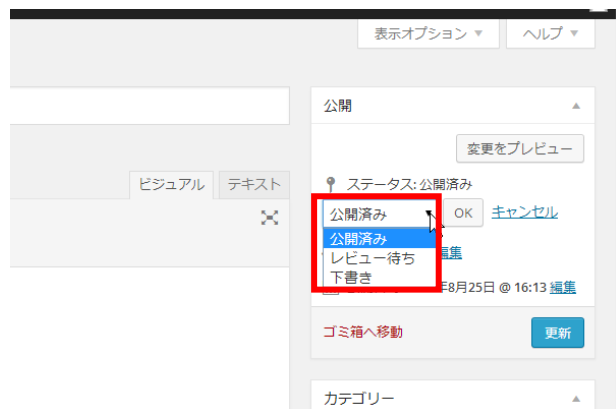 表示オプション ▼ ヘルプ ▼
公開
変更をプレビュー
ビジュアル テキスト
ステータス: 公開済み
公開済み OK キャンセル
公開済み
レビュー待ち
編集
下書き
年8月25日 @ 16:13 編集
ゴミ箱へ移動 更新
カテゴリー